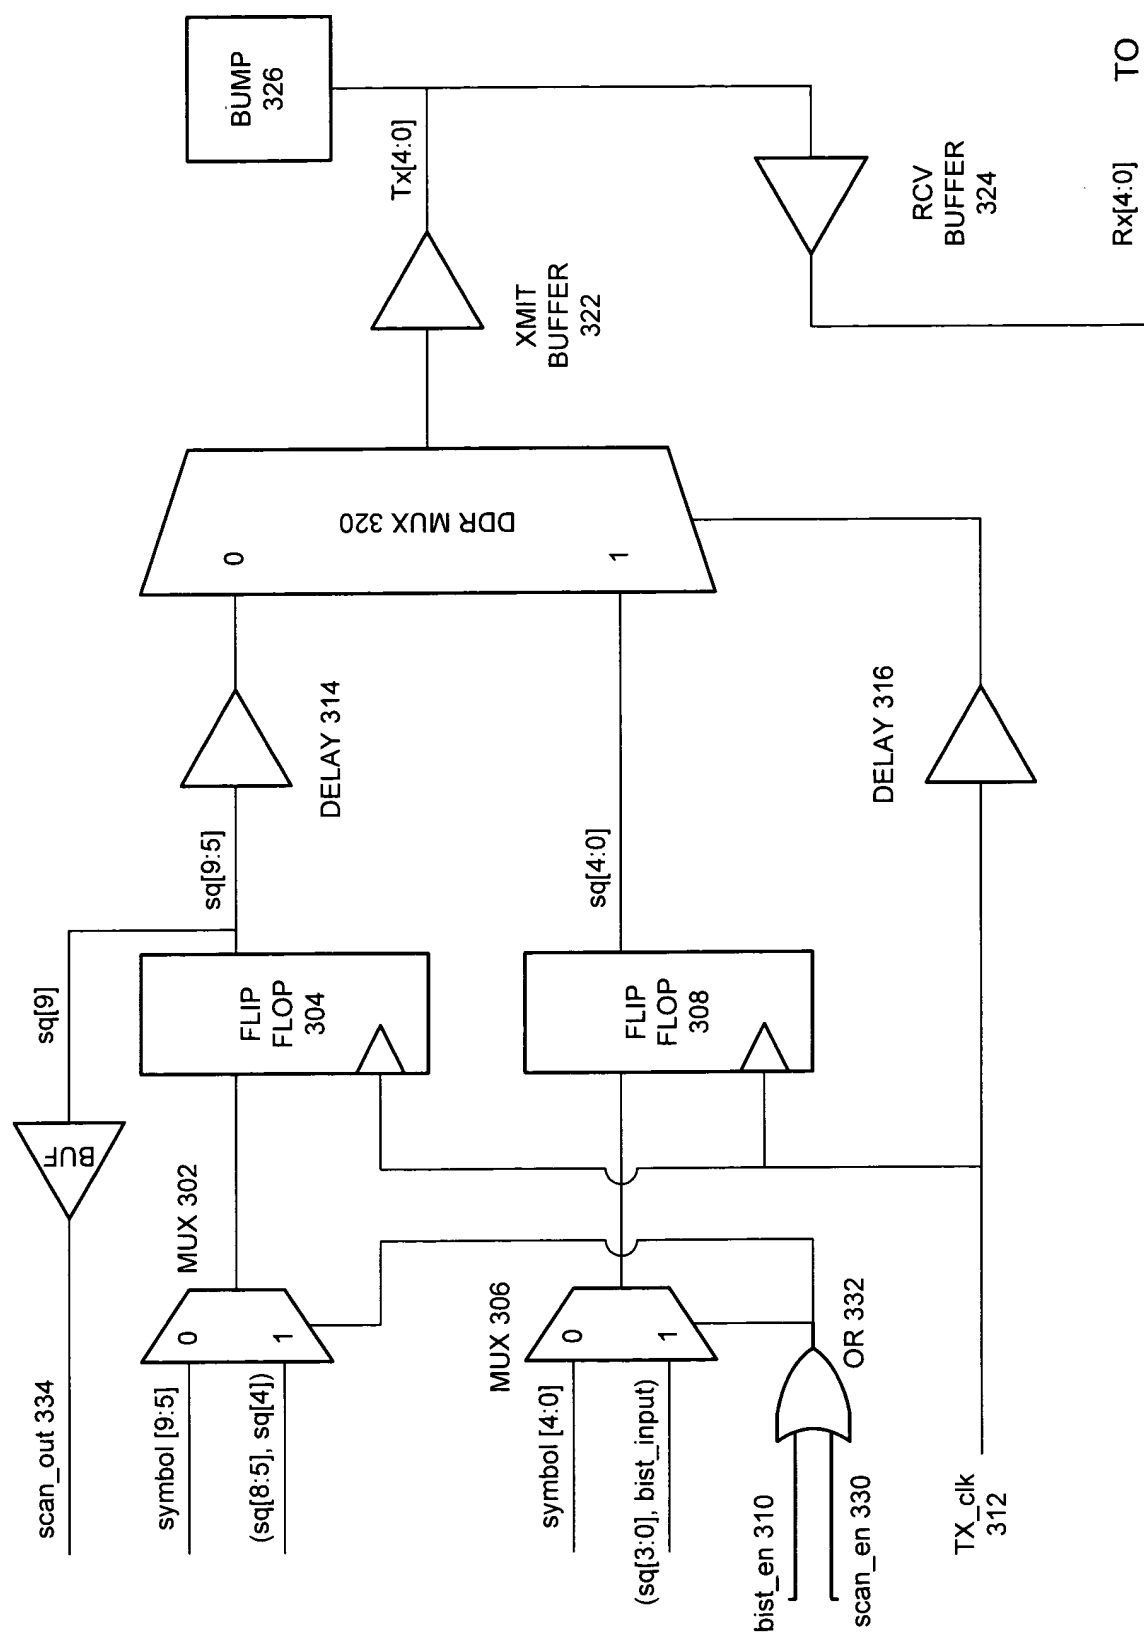 scan_out 334
BUF
sq[9]
symbol [9:5]
(sq[8:5], sq[4])
0
1
MUX 302
FLIP
FLOP
304
sq[9:5]
DELAY 314
0
1
DDR MUX 320
BUMP
326
Tx[4:0]
XMIT
BUFFER
322
symbol [4:0]
(sq[3:0], bist_input)
MUX 306
0
1
FLIP
FLOP
308
sq[4:0]
bist_en 310
scan_en 330
OR 332
TX_clk
312
DELAY 316
RCV
BUFFER
324
Rx[4:0]
TO